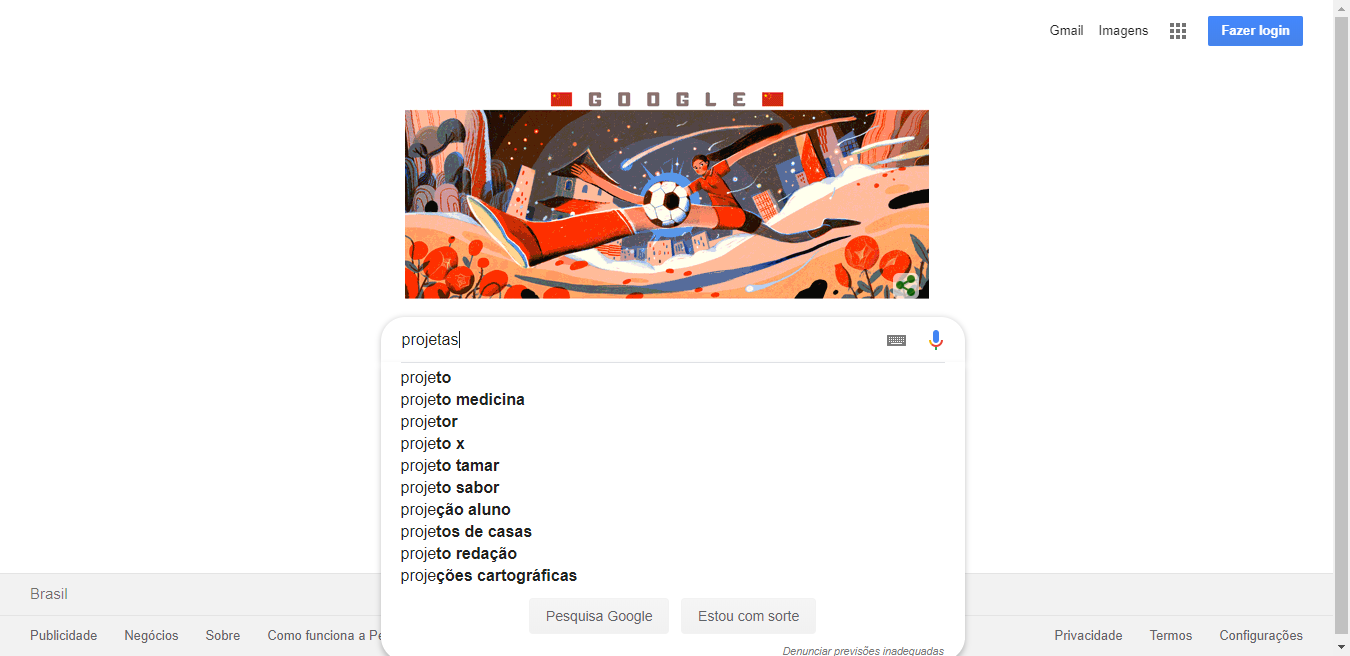 Gmail Imagens Fazer login
GOOGLE
projetas
projeto
projeto medicina
projetor
projeto x
projeto tamar
projeto sabor
projeção aluno
projetos de casas
projeto redação
projeções cartográficas
Brasil
Pesquisa Google Estou com sorte
Publicidade Negócios Sobre Como funciona a Privacidade Termos Configurações
Denunciar previsões inadequadas